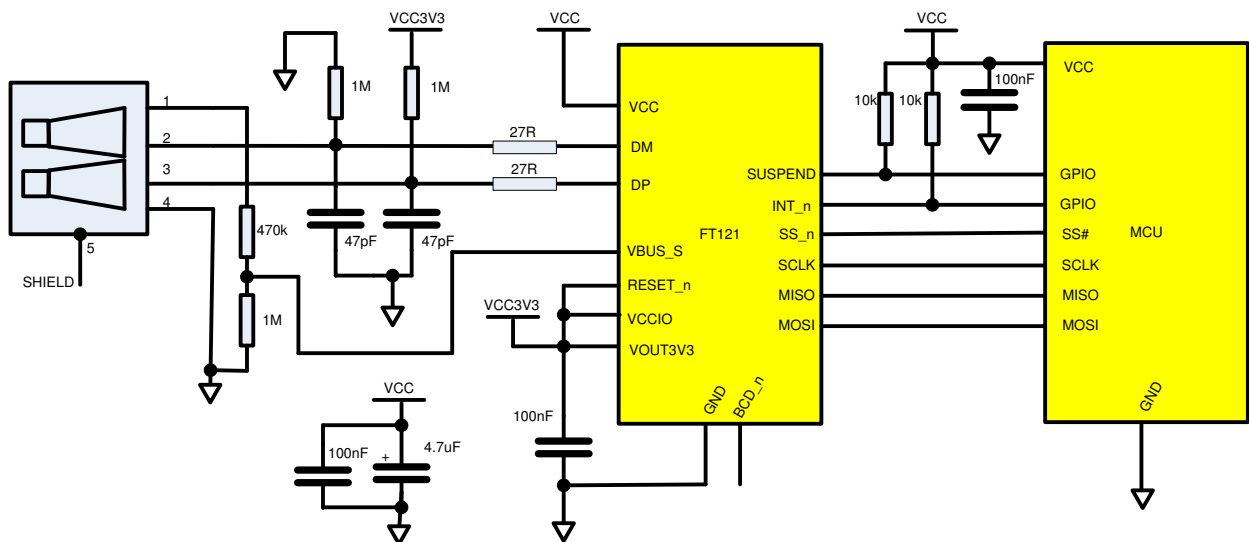 VCC3V3
VCC
VCC
1M
1M
100nF
VCC
10k
10k
1
VCC
2
27R
DM
3
27R
DP
SUSPEND
GPIO
4
INT_n
GPIO
470k
47pF
47pF
FT121
SS_n
SS#
MCU
5
VBUS_S
SCLK
SCLK
SHIELD
RESET_n
MISO
MISO
VCC3V3
1M
VCCIO
MOSI
MOSI
VOUT3V3
VCC
GND
BCD_n
GND
100nF
100nF
+
4.7uF